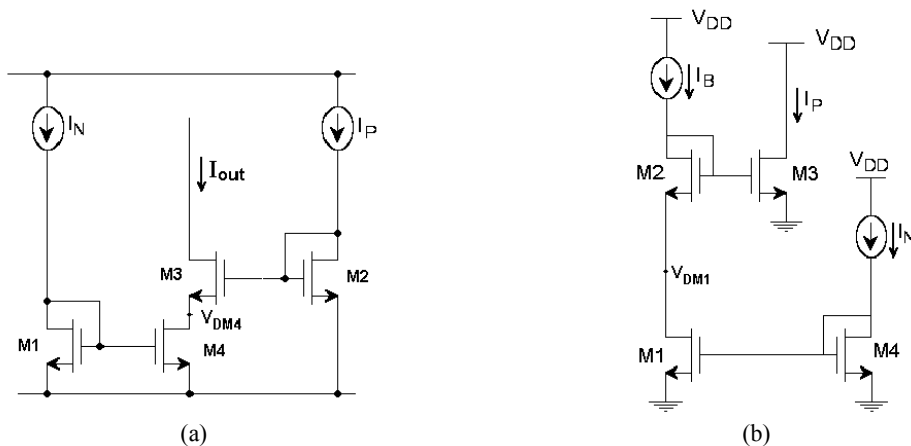 I_N
I_P
I_out
M3
M2
V_DM4
M1
M4
(a)
V_DD
V_DD
I_B
I_P
M2
M3
V_DD
I_N
V_DM1
M1
M4
(b)